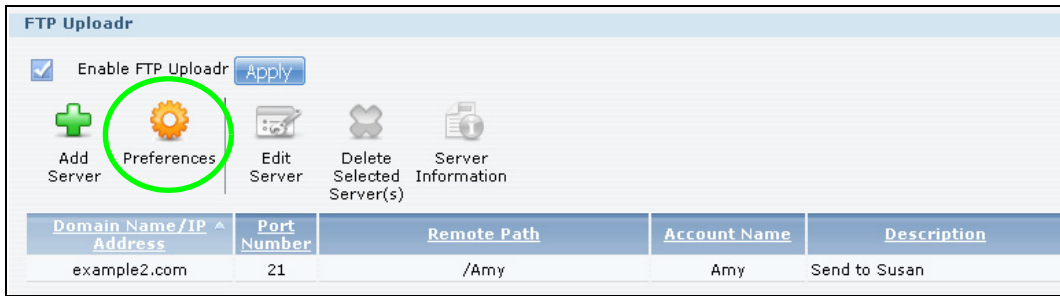 FTP Uploadr
Enable FTP Uploadr Apply
Add Server
Preferences
Edit Server
Delete Selected Server(s)
Server Information
Domain Name/IP Address Port Number Remote Path Account Name Description
example2.com 21 /Amy Amy Send to Susan